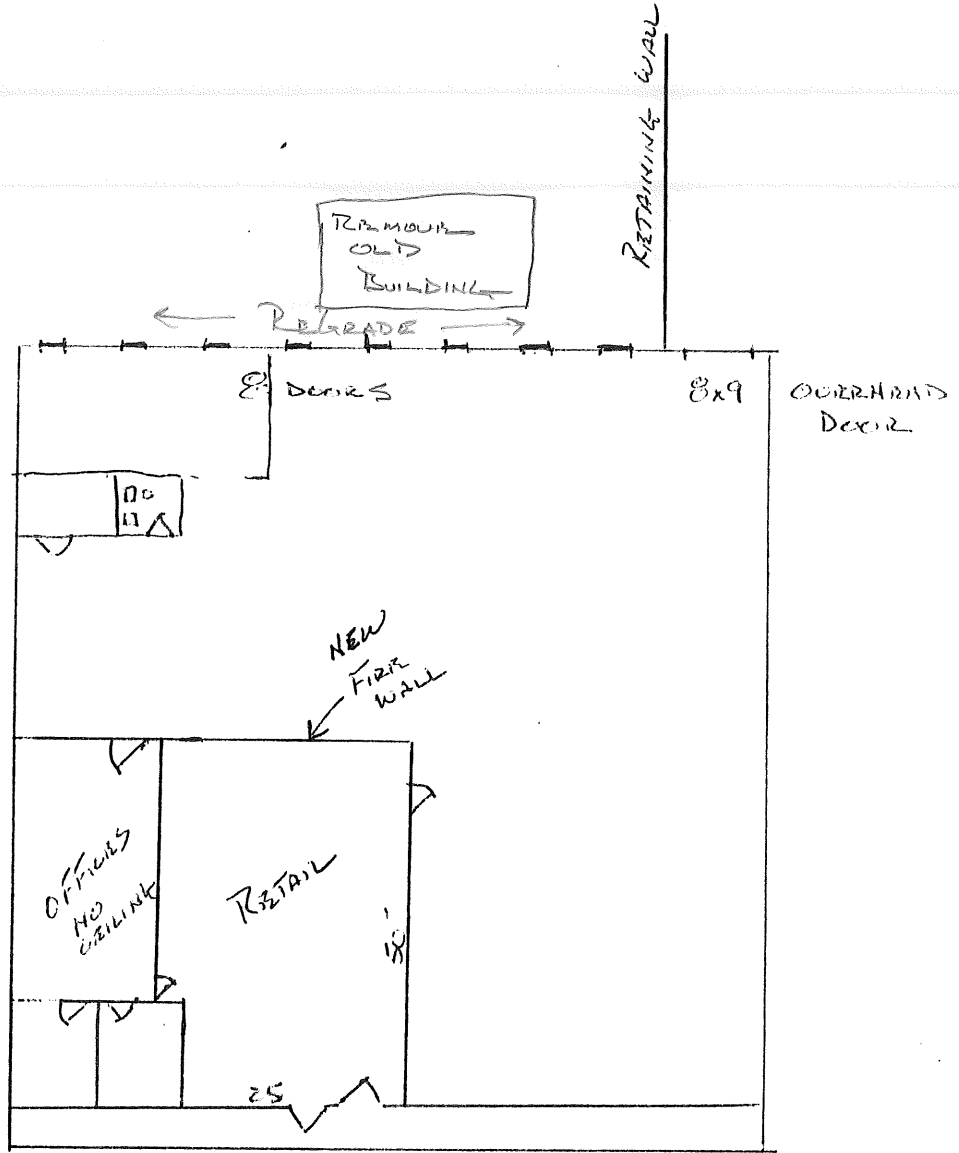 RETAINING WALL
REMOVE
OLD
BUILDING
← REGRADE →
8 DOORS
8x9
OVERHEAD
DOOR
NEW
FIRE
WALL
OFFICES
NO
CEILING
RETAIL
25